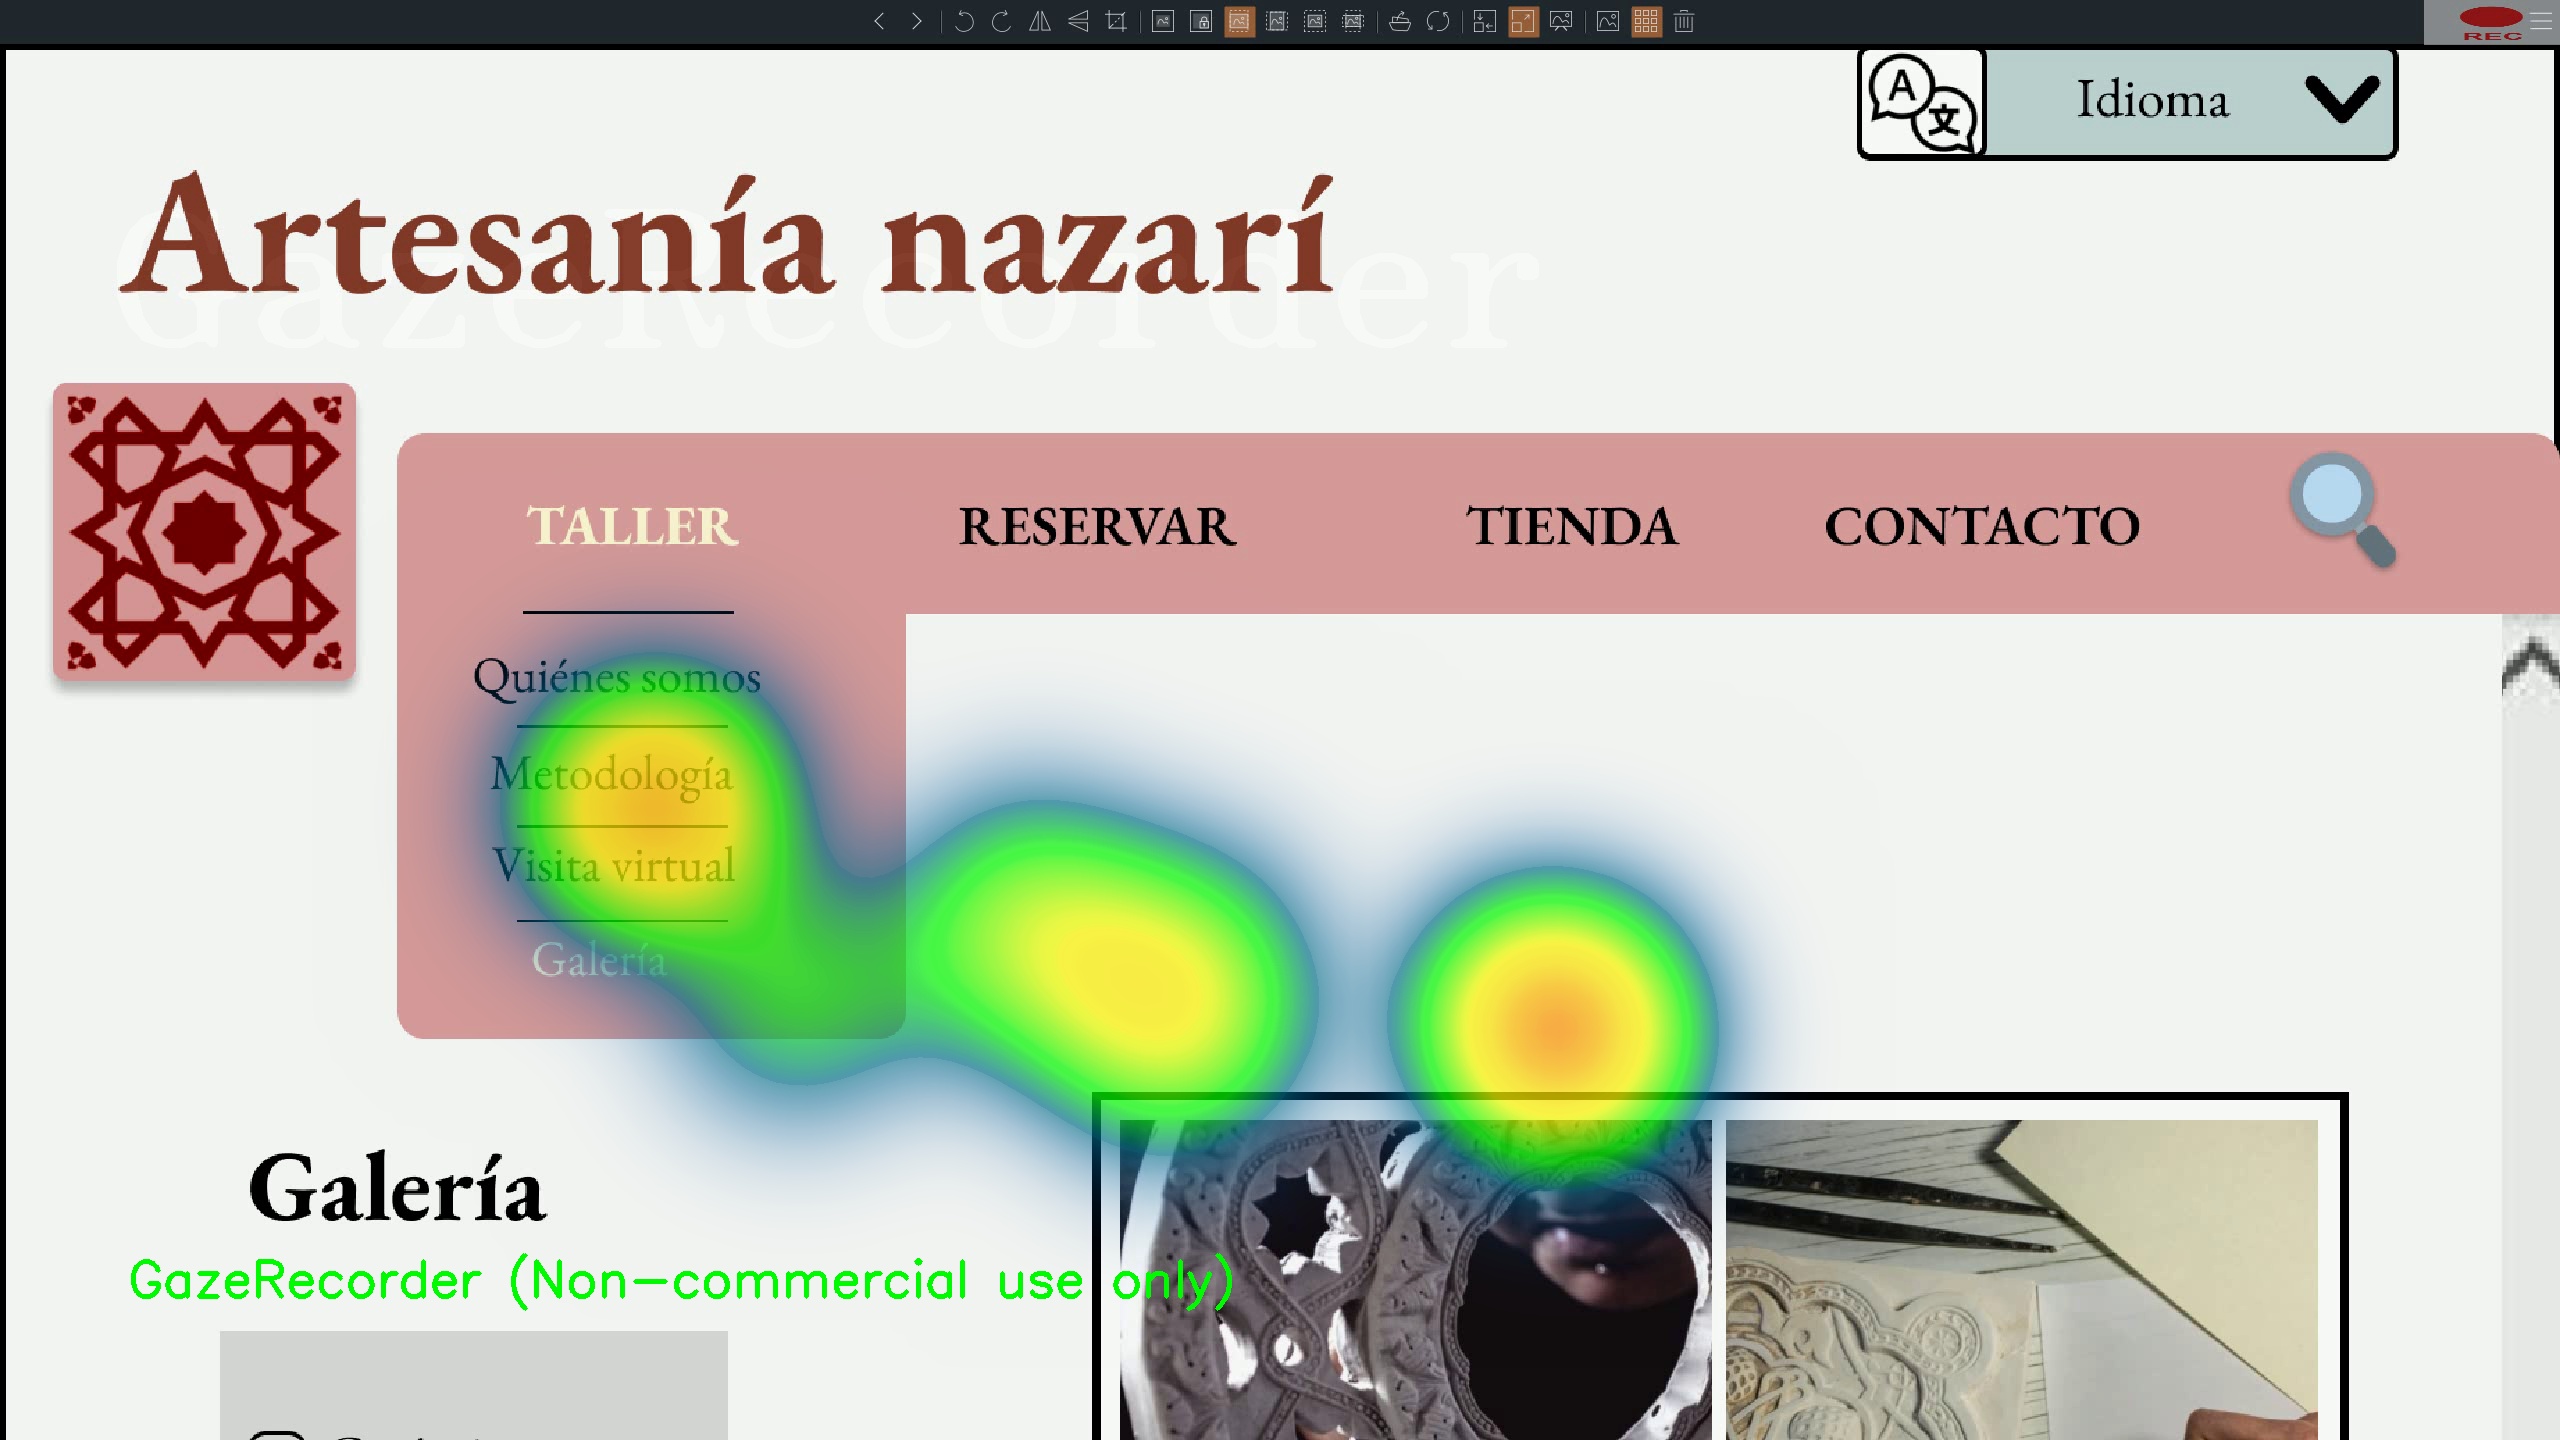 REC
A 文 Idioma
Artesanía nazarí
GazeRecorder
TALLER RESERVAR TIENDA CONTACTO
Quiénes somos
Metodología
Visita virtual
Galería
Galería
GazeRecorder (Non-commercial use only)